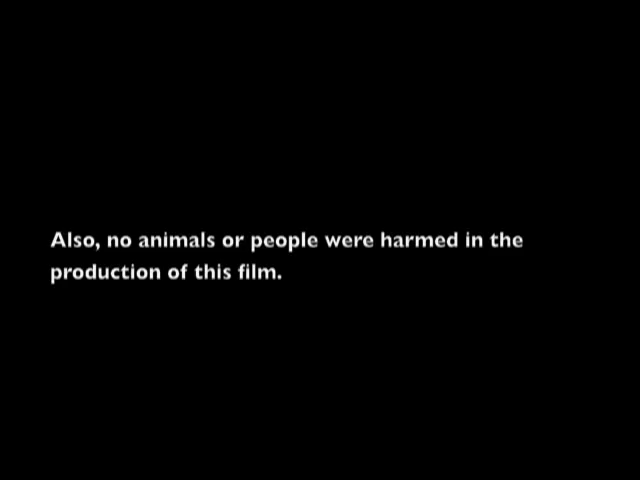 Also, no animals or people were harmed in the
production of this film.